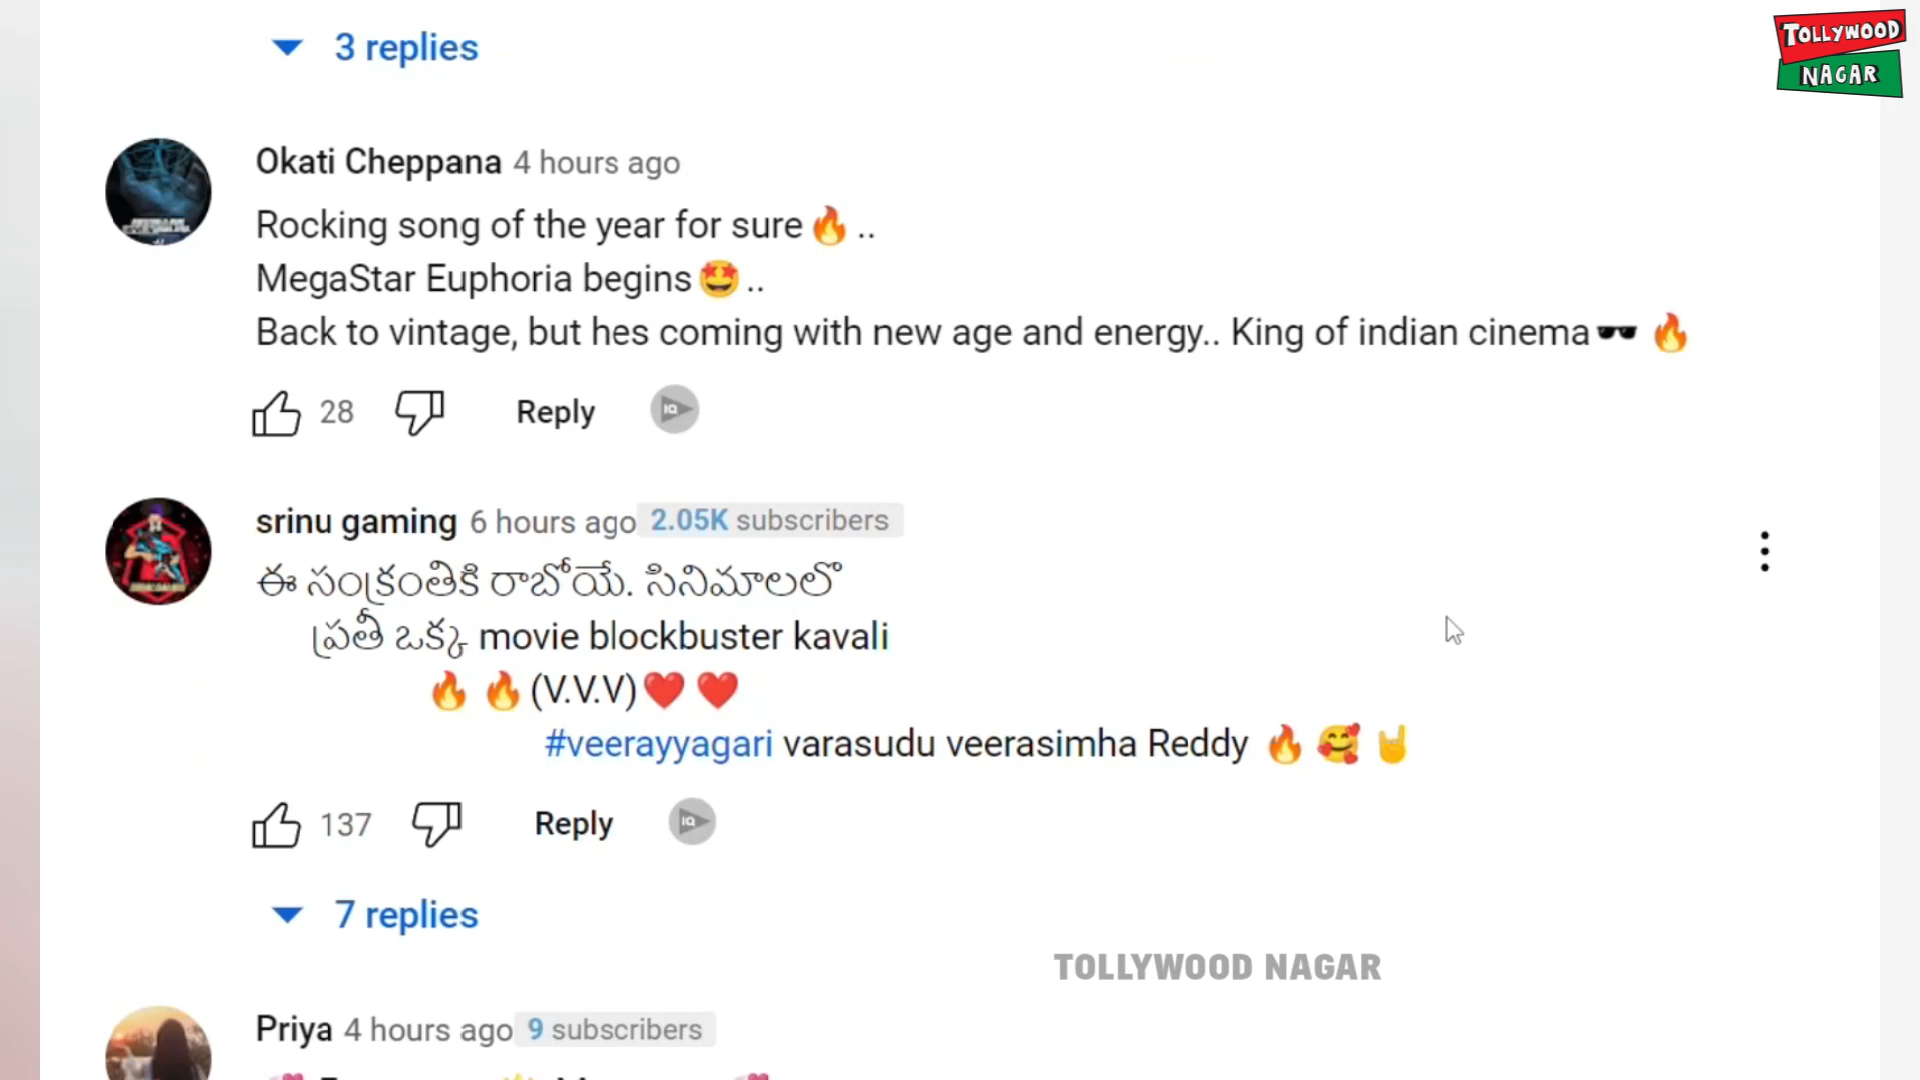 3 replies
TOLLYWOOD
NAGAR
Okati Cheppana 4 hours ago
Rocking song of the year for sure🔥 ..
MegaStar Euphoria begins🤩..
Back to vintage, but hes coming with new age and energy.. King of indian cinema🕶️ 🔥
28 Reply IQ
srinu gaming 6 hours ago 2.05K subscribers
ఈ సంక్రంతికి రాబోయే. సినిమాలలొ
ప్రతీ ఒక్క movie blockbuster kavali
🔥 🔥 (V.V.V)❤️ ❤️
#veerayyagari varasudu veerasimha Reddy 🔥 🥰 🤘
137 Reply IQ
7 replies
TOLLYWOOD NAGAR
Priya 4 hours ago 9 subscribers